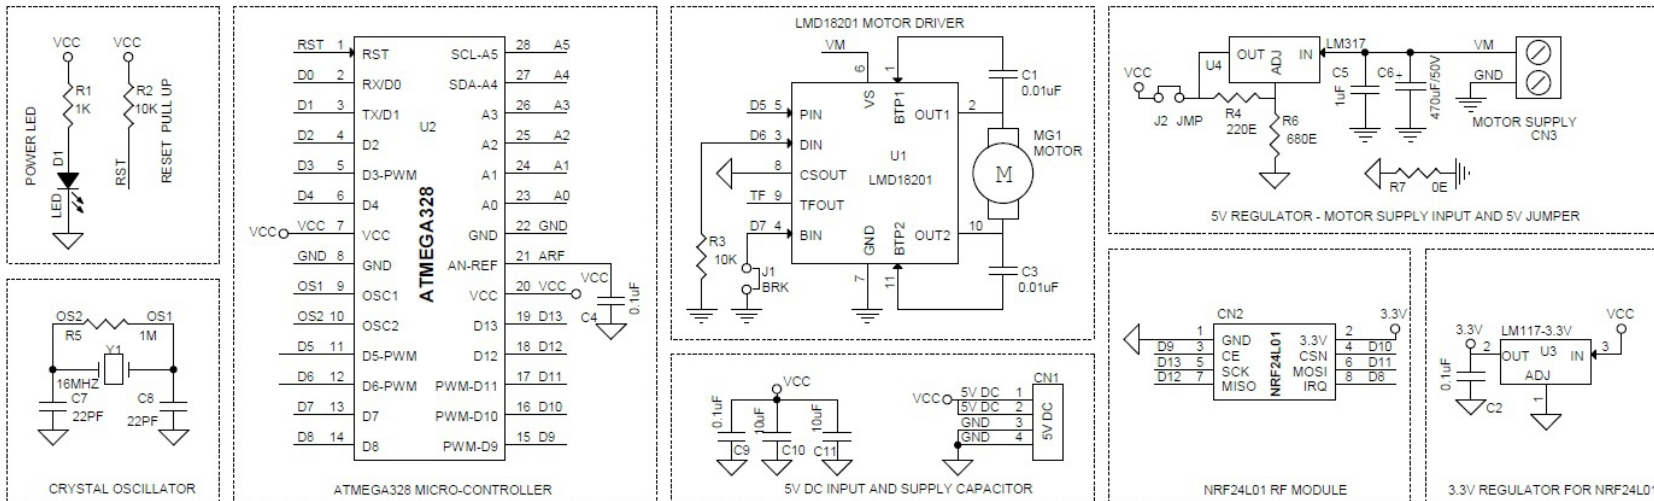 VCC
VCC
R1
1K
R2
10K
D1
LED
RST
POWER LED
RESET PULL UP
OS2
OS1
R5
1M
Y1
16MHZ
C7
22PF
C8
22PF
CRYSTAL OSCILLATOR
RST 1 RST
D0 2 RX/D0
D1 3 TX/D1
D2 4 D2
D3 5 D3-PWM
D4 6 D4
VCC VCC 7 VCC
GND 8 GND
OS1 9 OSC1
OS2 10 OSC2
D5 11 D5-PWM
D6 12 D6-PWM
D7 13 D7
D8 14 D8
U2
ATMEGA328
SCL-A5 28 A5
SDA-A4 27 A4
A3 26 A3
A2 25 A2
A1 24 A1
A0 23 A0
GND 22 GND
AN-REF 21 ARF
VCC 20 VCC
D13 19 D13
D12 18 D12
PWM-D11 17 D11
PWM-D10 16 D10
PWM-D9 15 D9
VCC
C4
0.1uF
ATMEGA328 MICRO-CONTROLLER
LMD18201 MOTOR DRIVER
VM
6
VS
1
BTP1
D5 5 PIN
D6 3 DIN
8 CSOUT
TF 9 TFOUT
D7 4 BIN
U1
LMD18201
OUT1 2
OUT2 10
GND
7
BTP2
11
C1
0.01uF
MG1
MOTOR
M
C3
0.01uF
R3
10K
J1
BRK
VCC
0.1uF
10uF
10uF
C9
C10
C11
VCC
5V DC 1
5V DC 2
GND 3
GND 4
CN1
5V DC
5V DC INPUT AND SUPPLY CAPACITOR
OUT
IN
ADJ
U4
LM317
VM
GND
VCC
J2 JMP
R4
220E
R6
680E
C5
1uF
C6
+
470uF/50V
MOTOR SUPPLY
CN3
R7
0E
5V REGULATOR - MOTOR SUPPLY INPUT AND 5V JUMPER
CN2
1 GND
D9 3 CE
D13 5 SCK
D12 7 MISO
NRF24L01
3.3V
3.3V 2
CSN 4 D10
MOSI 6 D11
IRQ 8 D8
NRF24L01 RF MODULE
3.3V
2
LM117-3.3V
VCC
OUT
U3
IN
3
ADJ
1
0.1uF
C2
3.3V REGULATOR FOR NRF24L01